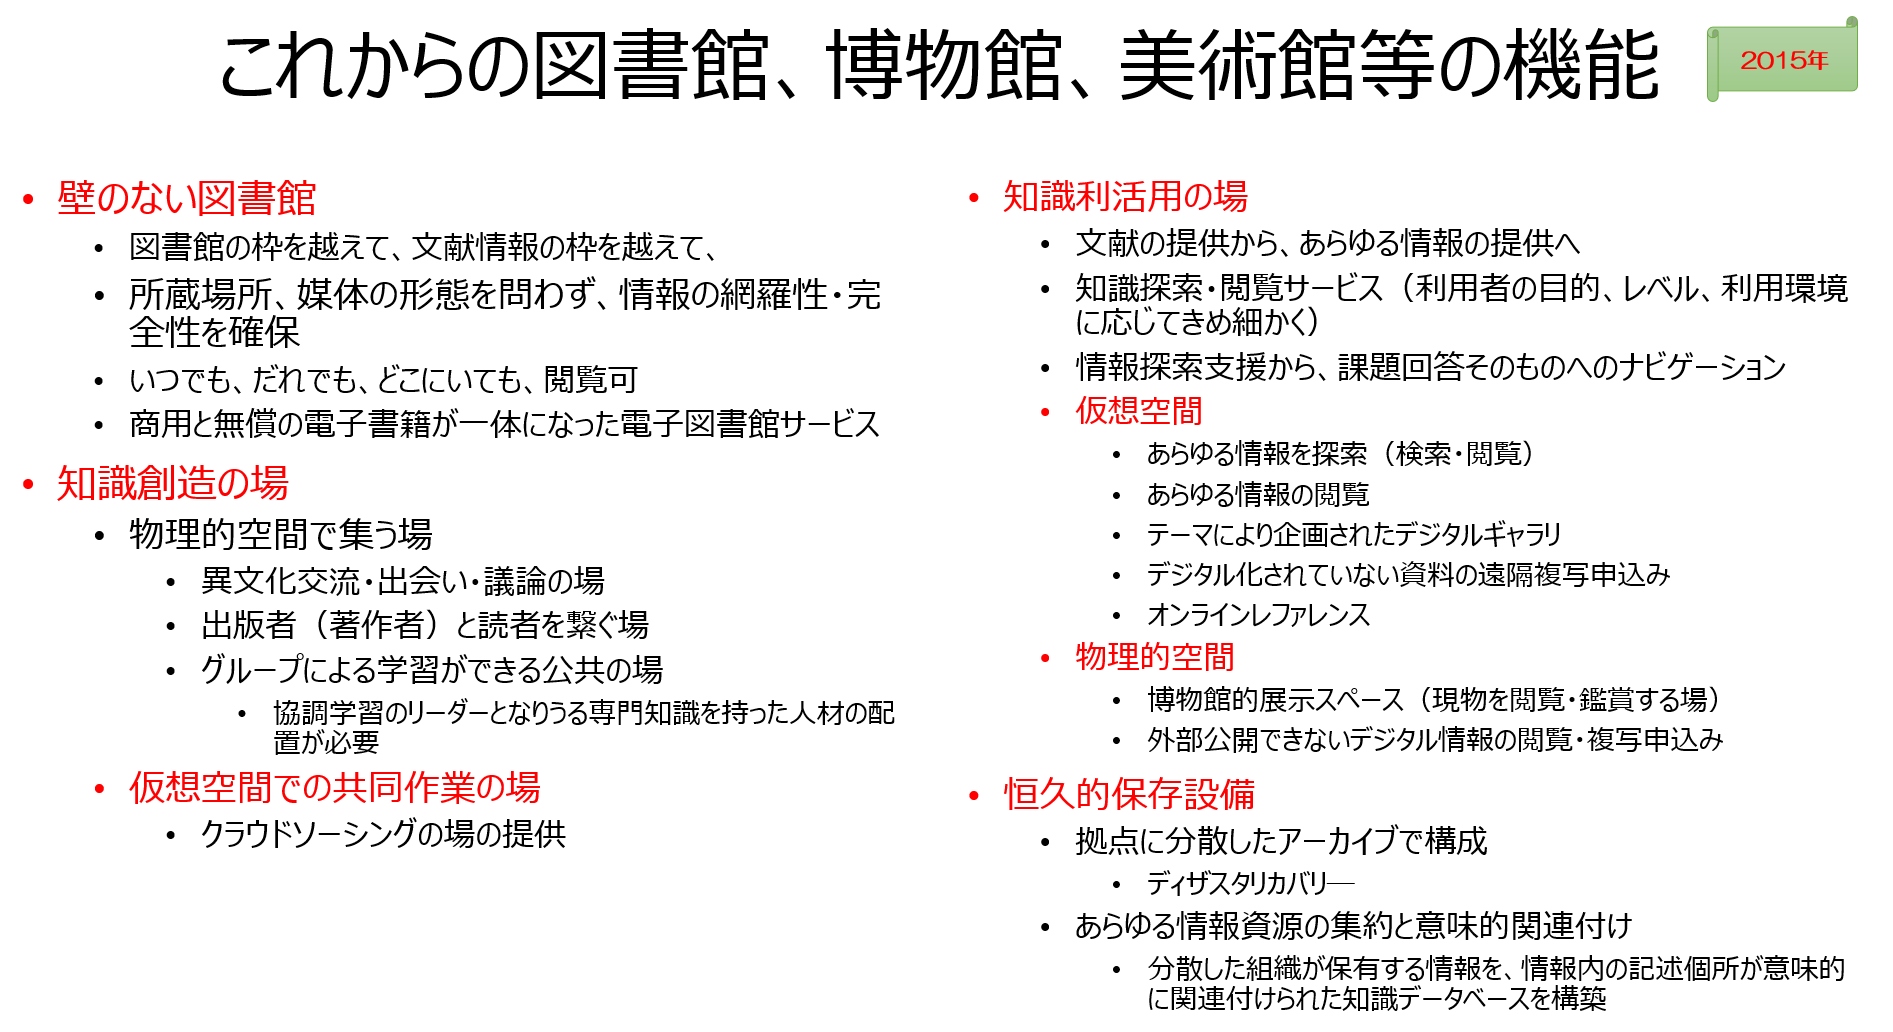 これからの図書館、博物館、美術館等の機能
2015年
• 壁のない図書館
• 図書館の枠を越えて、文献情報の枠を越えて、
• 所蔵場所、媒体の形態を問わず、情報の網羅性・完
全性を確保
• いつでも、だれでも、どこにいても、閲覧可
• 商用と無償の電子書籍が一体になった電子図書館サービス
• 知識創造の場
• 物理的空間で集う場
• 異文化交流・出会い・議論の場
• 出版者（著作者）と読者を繋ぐ場
• グループによる学習ができる公共の場
• 協調学習のリーダーとなりうる専門知識を持った人材の配
置が必要
• 仮想空間での共同作業の場
• クラウドソーシングの場の提供
• 知識利活用の場
• 文献の提供から、あらゆる情報の提供へ
• 知識探索・閲覧サービス（利用者の目的、レベル、利用環境
に応じてきめ細かく）
• 情報探索支援から、課題回答そのものへのナビゲーション
• 仮想空間
• あらゆる情報を探索（検索・閲覧）
• あらゆる情報の閲覧
• テーマにより企画されたデジタルギャラリ
• デジタル化されていない資料の遠隔複写申込み
• オンラインレファレンス
• 物理的空間
• 博物館的展示スペース（現物を閲覧・鑑賞する場）
• 外部公開できないデジタル情報の閲覧・複写申込み
• 恒久的保存設備
• 拠点に分散したアーカイブで構成
• ディザスタリカバリ―
• あらゆる情報資源の集約と意味的関連付け
• 分散した組織が保有する情報を、情報内の記述個所が意味的
に関連付けられた知識データベースを構築